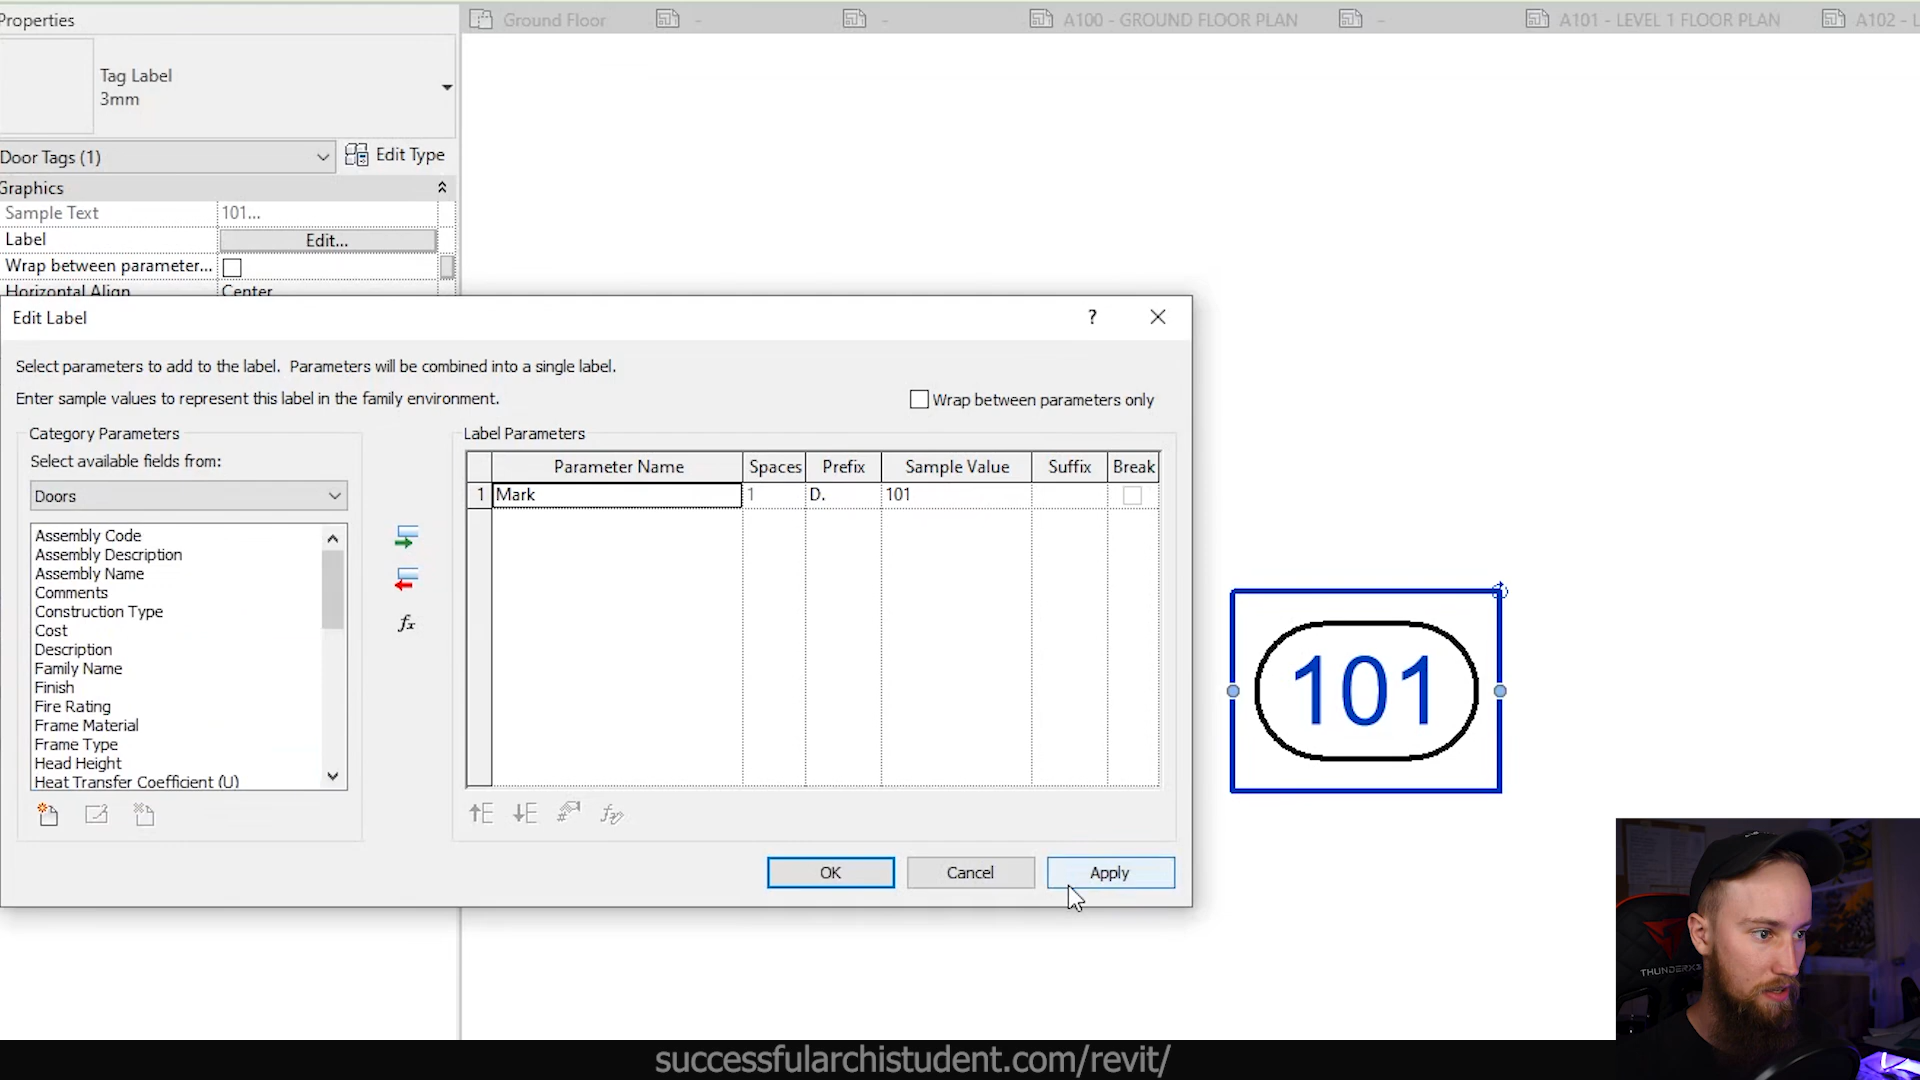 Properties
Ground Floor
-
-
A100 - GROUND FLOOR PLAN
-
A101 - LEVEL 1 FLOOR PLAN
A102 - L
Tag Label
3mm
Door Tags (1)
Edit Type
Graphics
Sample Text
101...
Label
Edit...
Wrap between parameter...
Horizontal Align
Center
Edit Label
?
Select parameters to add to the label. Parameters will be combined into a single label.
Enter sample values to represent this label in the family environment.
Wrap between parameters only
Category Parameters
Label Parameters
Select available fields from:
Doors
Parameter Name
Spaces
Prefix
Sample Value
Suffix
Break
1
Mark
1
D.
101
Assembly Code
Assembly Description
Assembly Name
Comments
Construction Type
Cost
Description
Family Name
Finish
Fire Rating
Frame Material
Frame Type
Head Height
Heat Transfer Coefficient (U)
fx
101
OK
Cancel
Apply
THUNDERX3
successfularchistudent.com/revit/